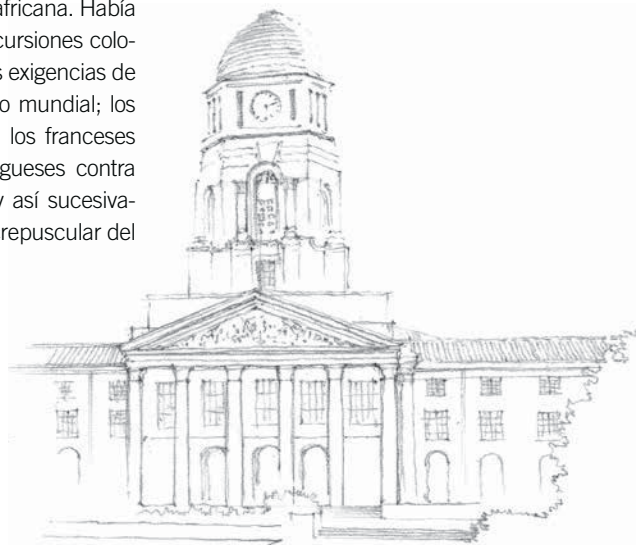 africana. Había
cursiones colo-
s exigencias de
o mundial; los
los franceses
gueses contra
y así sucesiva-
repuscular del